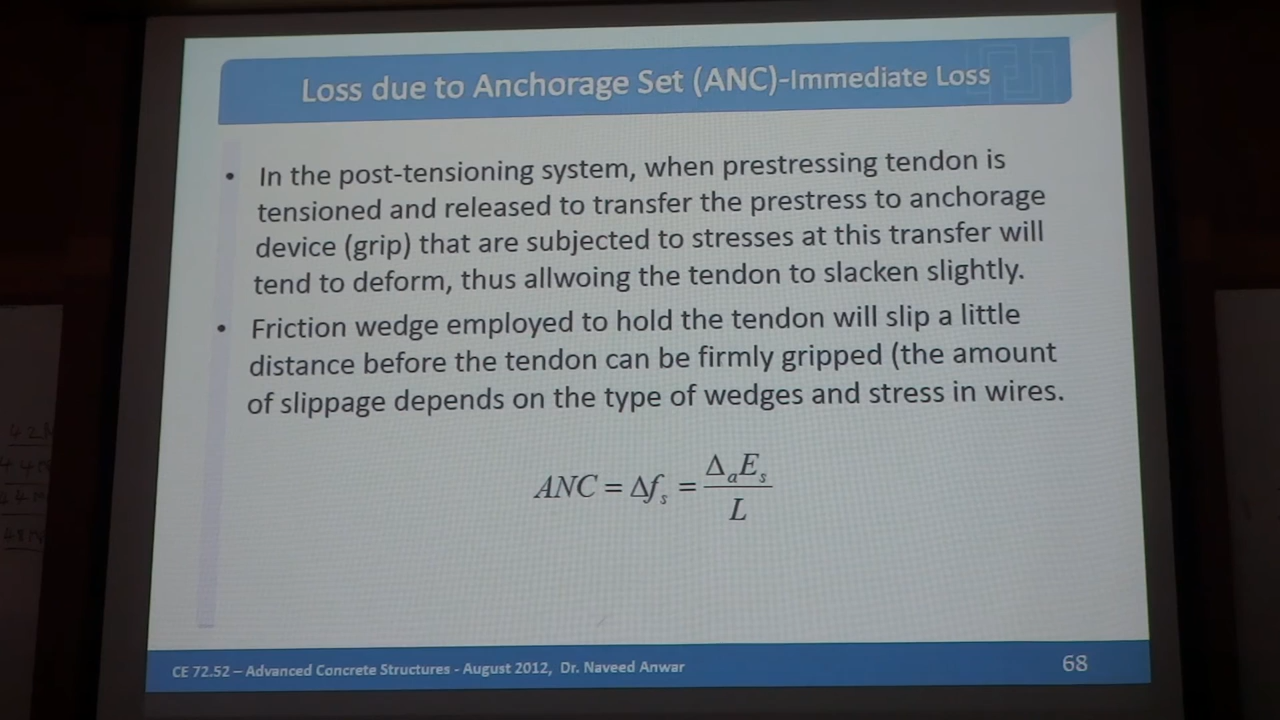 Loss due to Anchorage Set (ANC)-Immediate Loss
• In the post-tensioning system, when prestressing tendon is
tensioned and released to transfer the prestress to anchorage
device (grip) that are subjected to stresses at this transfer will
tend to deform, thus allwoing the tendon to slacken slightly.
• Friction wedge employed to hold the tendon will slip a little
distance before the tendon can be firmly gripped (the amount
of slippage depends on the type of wedges and stress in wires.
ANC = Δfₛ = ΔₐEₛ / L
CE 72.52 – Advanced Concrete Structures - August 2012, Dr. Naveed Anwar
68